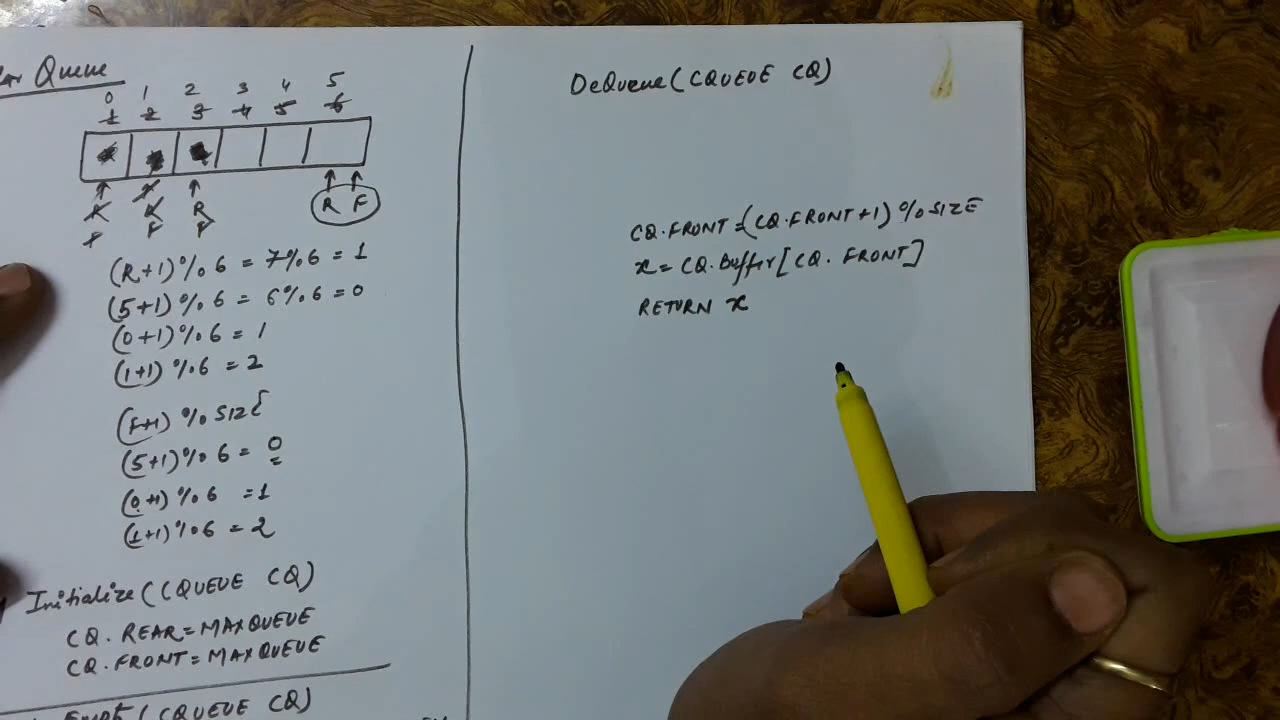 Queue
0 1 2 3 4 5
1 2 3 4 5 6
R R R R F
F F F
(R+1)%6 = 7%6 = 1
(5+1)%6 = 6%6 = 0
(0+1)%6 = 1
(1+1)%6 = 2
(F+1) % SIZE
(5+1)%6 = 0
(0+1)%6 = 1
(1+1)%6 = 2
Initialize(CQUEUE CQ)
CQ. REAR=MAXQUEUE
CQ. FRONT=MAXQUEUE
Empty(CQUEUE CQ)
DeQueue(CQUEUE CQ)
CQ.FRONT=(CQ.FRONT+1)%SIZE
x=CQ.Buffer[CQ. FRONT]
RETURN x